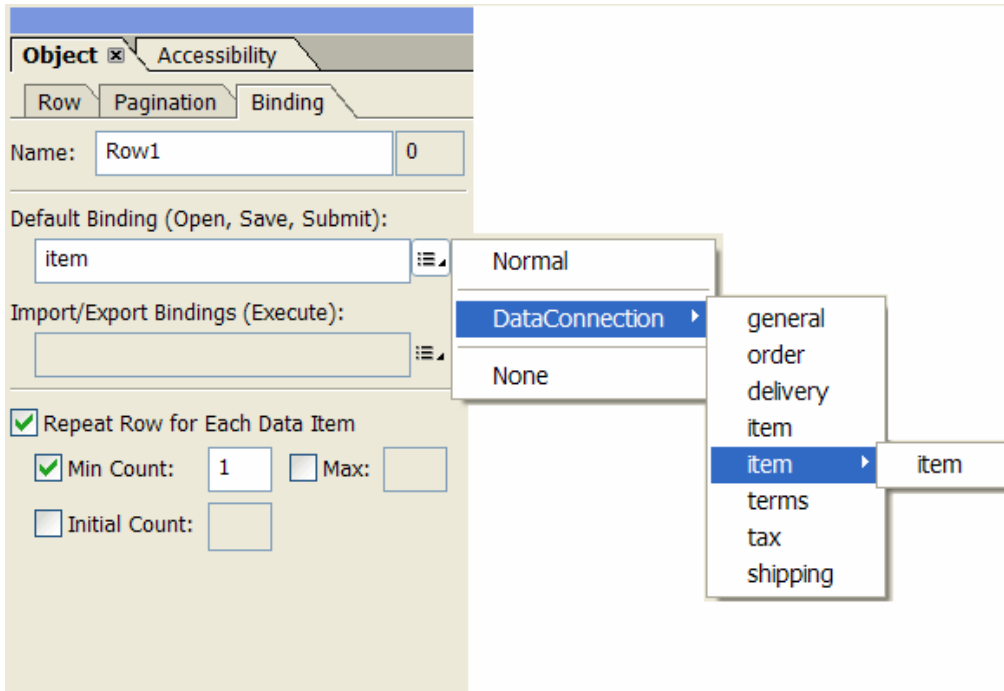 Object Accessibility
Row Pagination Binding
Name: Row1 0
Default Binding (Open, Save, Submit):
item
Normal
Import/Export Bindings (Execute):
DataConnection
None
general
order
delivery
item
item item
terms
tax
shipping
Repeat Row for Each Data Item
Min Count: 1 Max:
Initial Count: